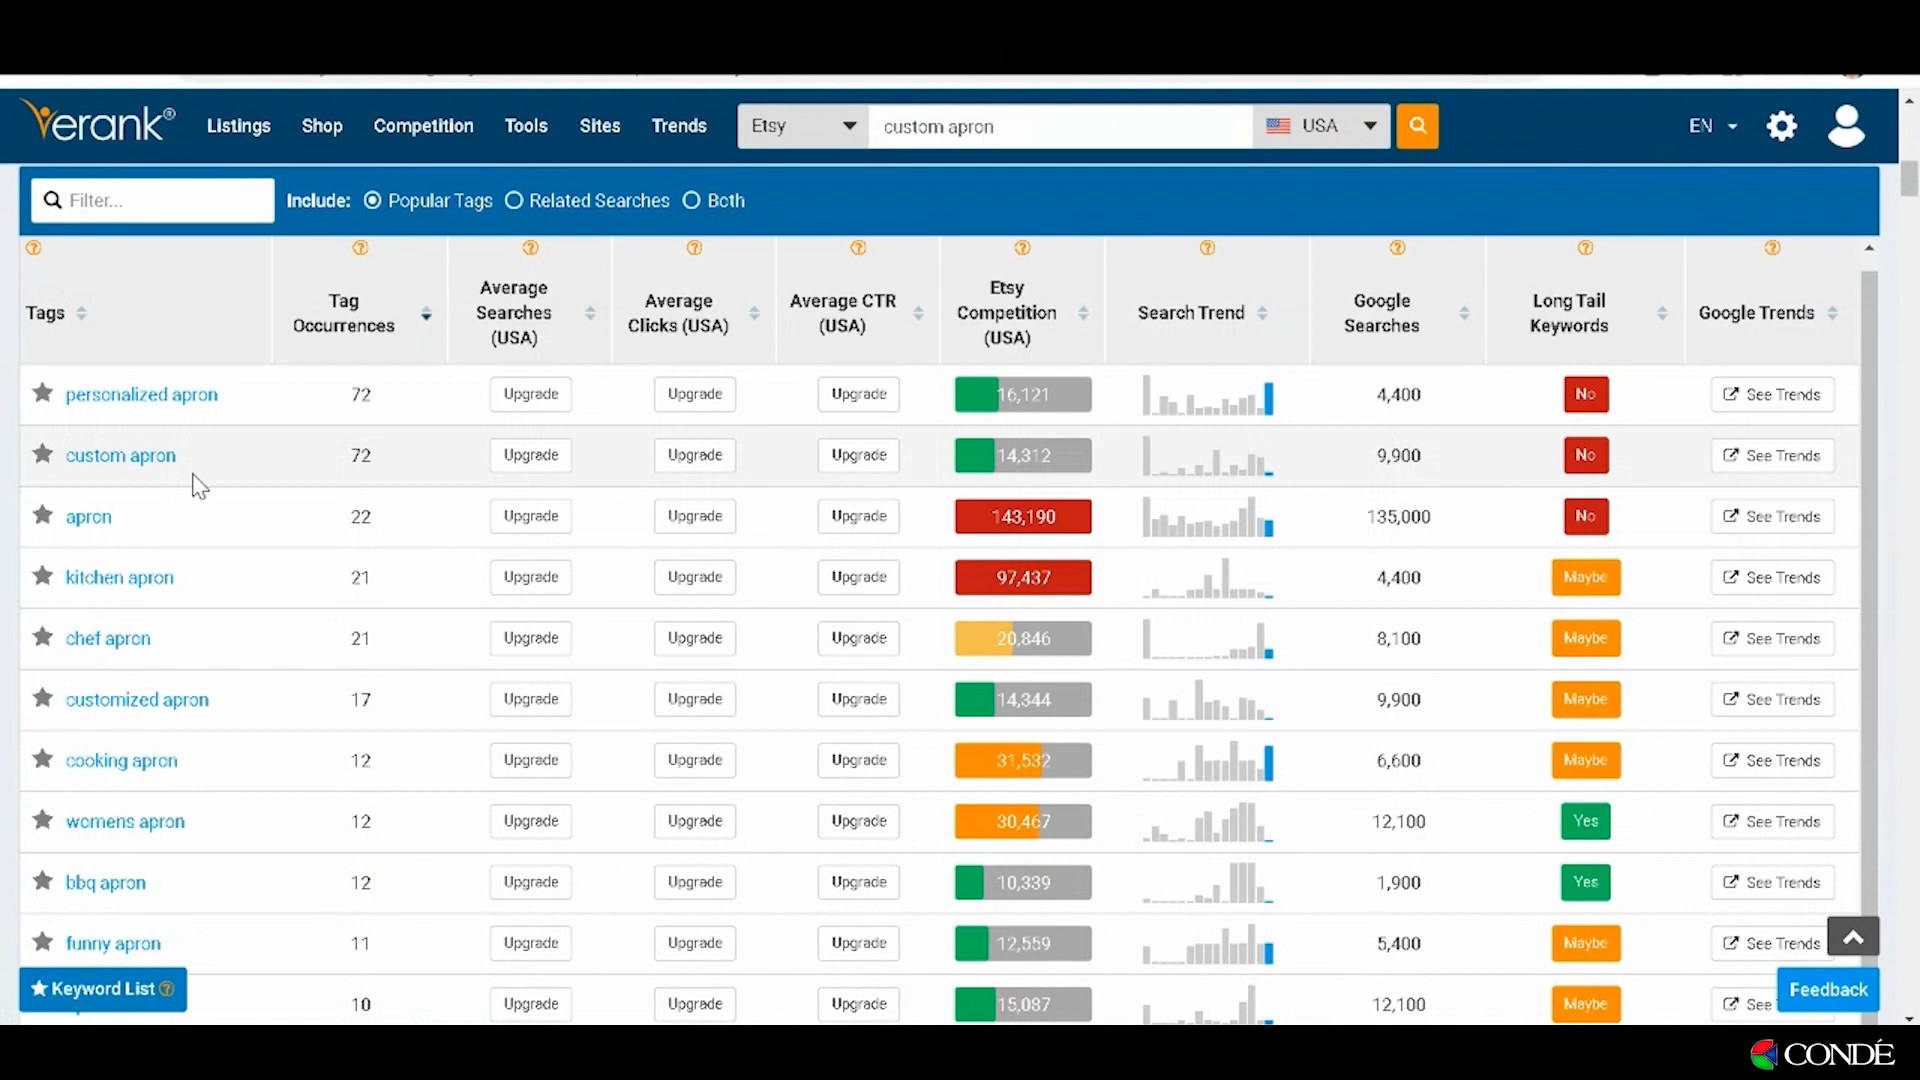 erank® Listings Shop Competition Tools Sites Trends Etsy custom apron USA EN
Filter... Include: Popular Tags Related Searches Both
Tags
Tag Occurrences
Average Searches (USA)
Average Clicks (USA)
Average CTR (USA)
Etsy Competition (USA)
Search Trend
Google Searches
Long Tail Keywords
Google Trends
personalized apron 72 Upgrade Upgrade Upgrade 16,121 4,400 No See Trends
custom apron 72 Upgrade Upgrade Upgrade 14,312 9,900 No See Trends
apron 22 Upgrade Upgrade Upgrade 143,190 135,000 No See Trends
kitchen apron 21 Upgrade Upgrade Upgrade 97,437 4,400 Maybe See Trends
chef apron 21 Upgrade Upgrade Upgrade 20,846 8,100 Maybe See Trends
customized apron 17 Upgrade Upgrade Upgrade 14,344 9,900 Maybe See Trends
cooking apron 12 Upgrade Upgrade Upgrade 31,532 6,600 Maybe See Trends
womens apron 12 Upgrade Upgrade Upgrade 30,467 12,100 Yes See Trends
bbq apron 12 Upgrade Upgrade Upgrade 10,339 1,900 Yes See Trends
funny apron 11 Upgrade Upgrade Upgrade 12,559 5,400 Maybe See Trends
Keyword List 10 Upgrade Upgrade Upgrade 15,087 12,100 Maybe See Feedback
CONDÉ